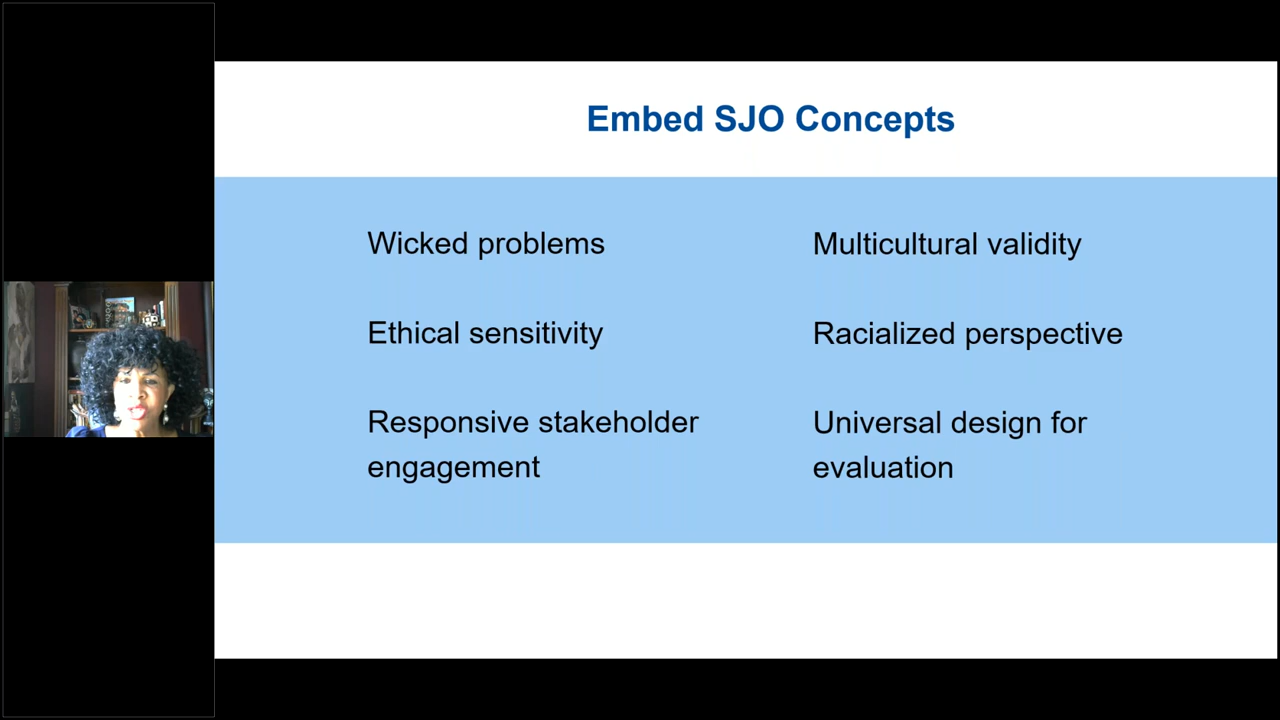 Embed SJO Concepts
Wicked problems
Ethical sensitivity
Responsive stakeholder
engagement
Multicultural validity
Racialized perspective
Universal design for
evaluation